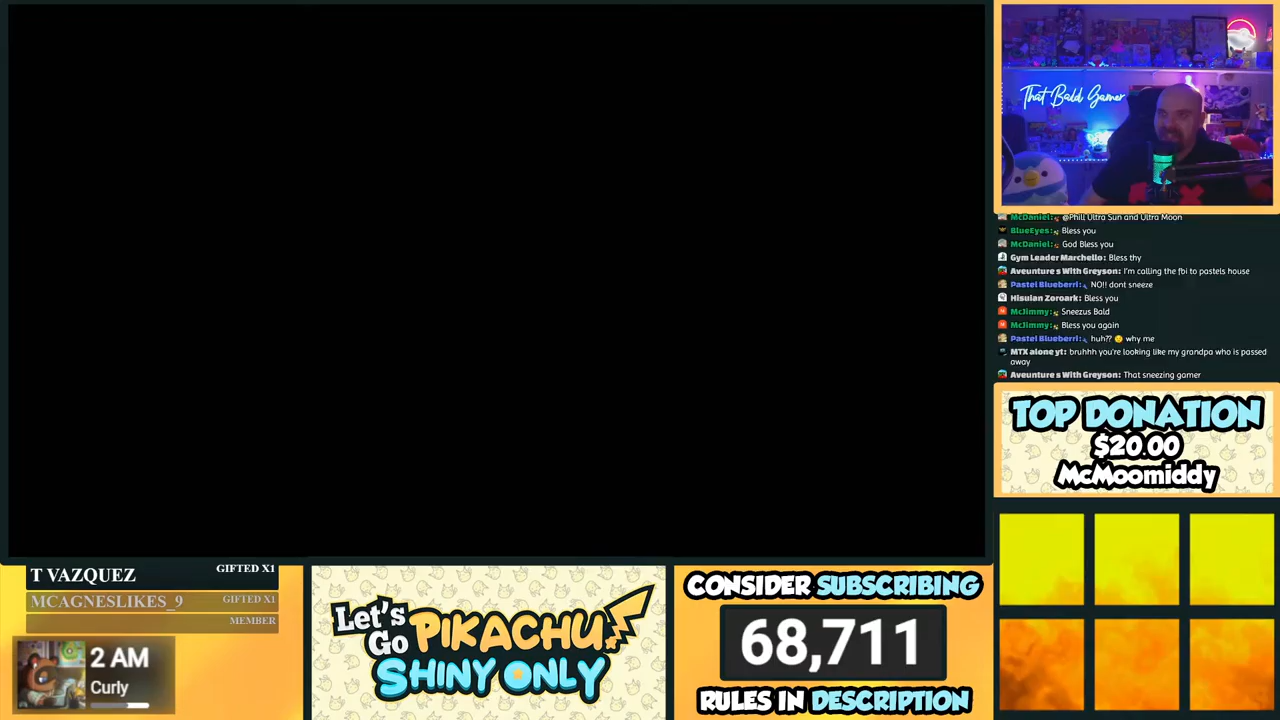 That Bald Gamer
McDaniel: @Phill Ultra Sun and Ultra Moon
BlueEyes: Bless you
McDaniel: God Bless you
Gym Leader Marchello: Bless thy
Aveunture s With Greyson: I'm calling the fbi to pastels house
Pastel Blueberri: NO!! dont sneeze
Hisuian Zoroark: Bless you
McJimmy: Sneezus Bald
McJimmy: Bless you again
Pastel Blueberri: huh?? 🤨 why me
MTX alone yt: bruhhh you're looking like my grandpa who is passed
away
Aveunture s With Greyson: That sneezing gamer
TOP DONATION
$20.00
McMoomiddy
T VAZQUEZ GIFTED X1
MCAGNESLIKES_9 GIFTED X1
MEMBER
2 AM
Curly
Let's
Go PIKACHU
SHINY ONLY
CONSIDER SUBSCRIBING
68,711
RULES IN DESCRIPTION